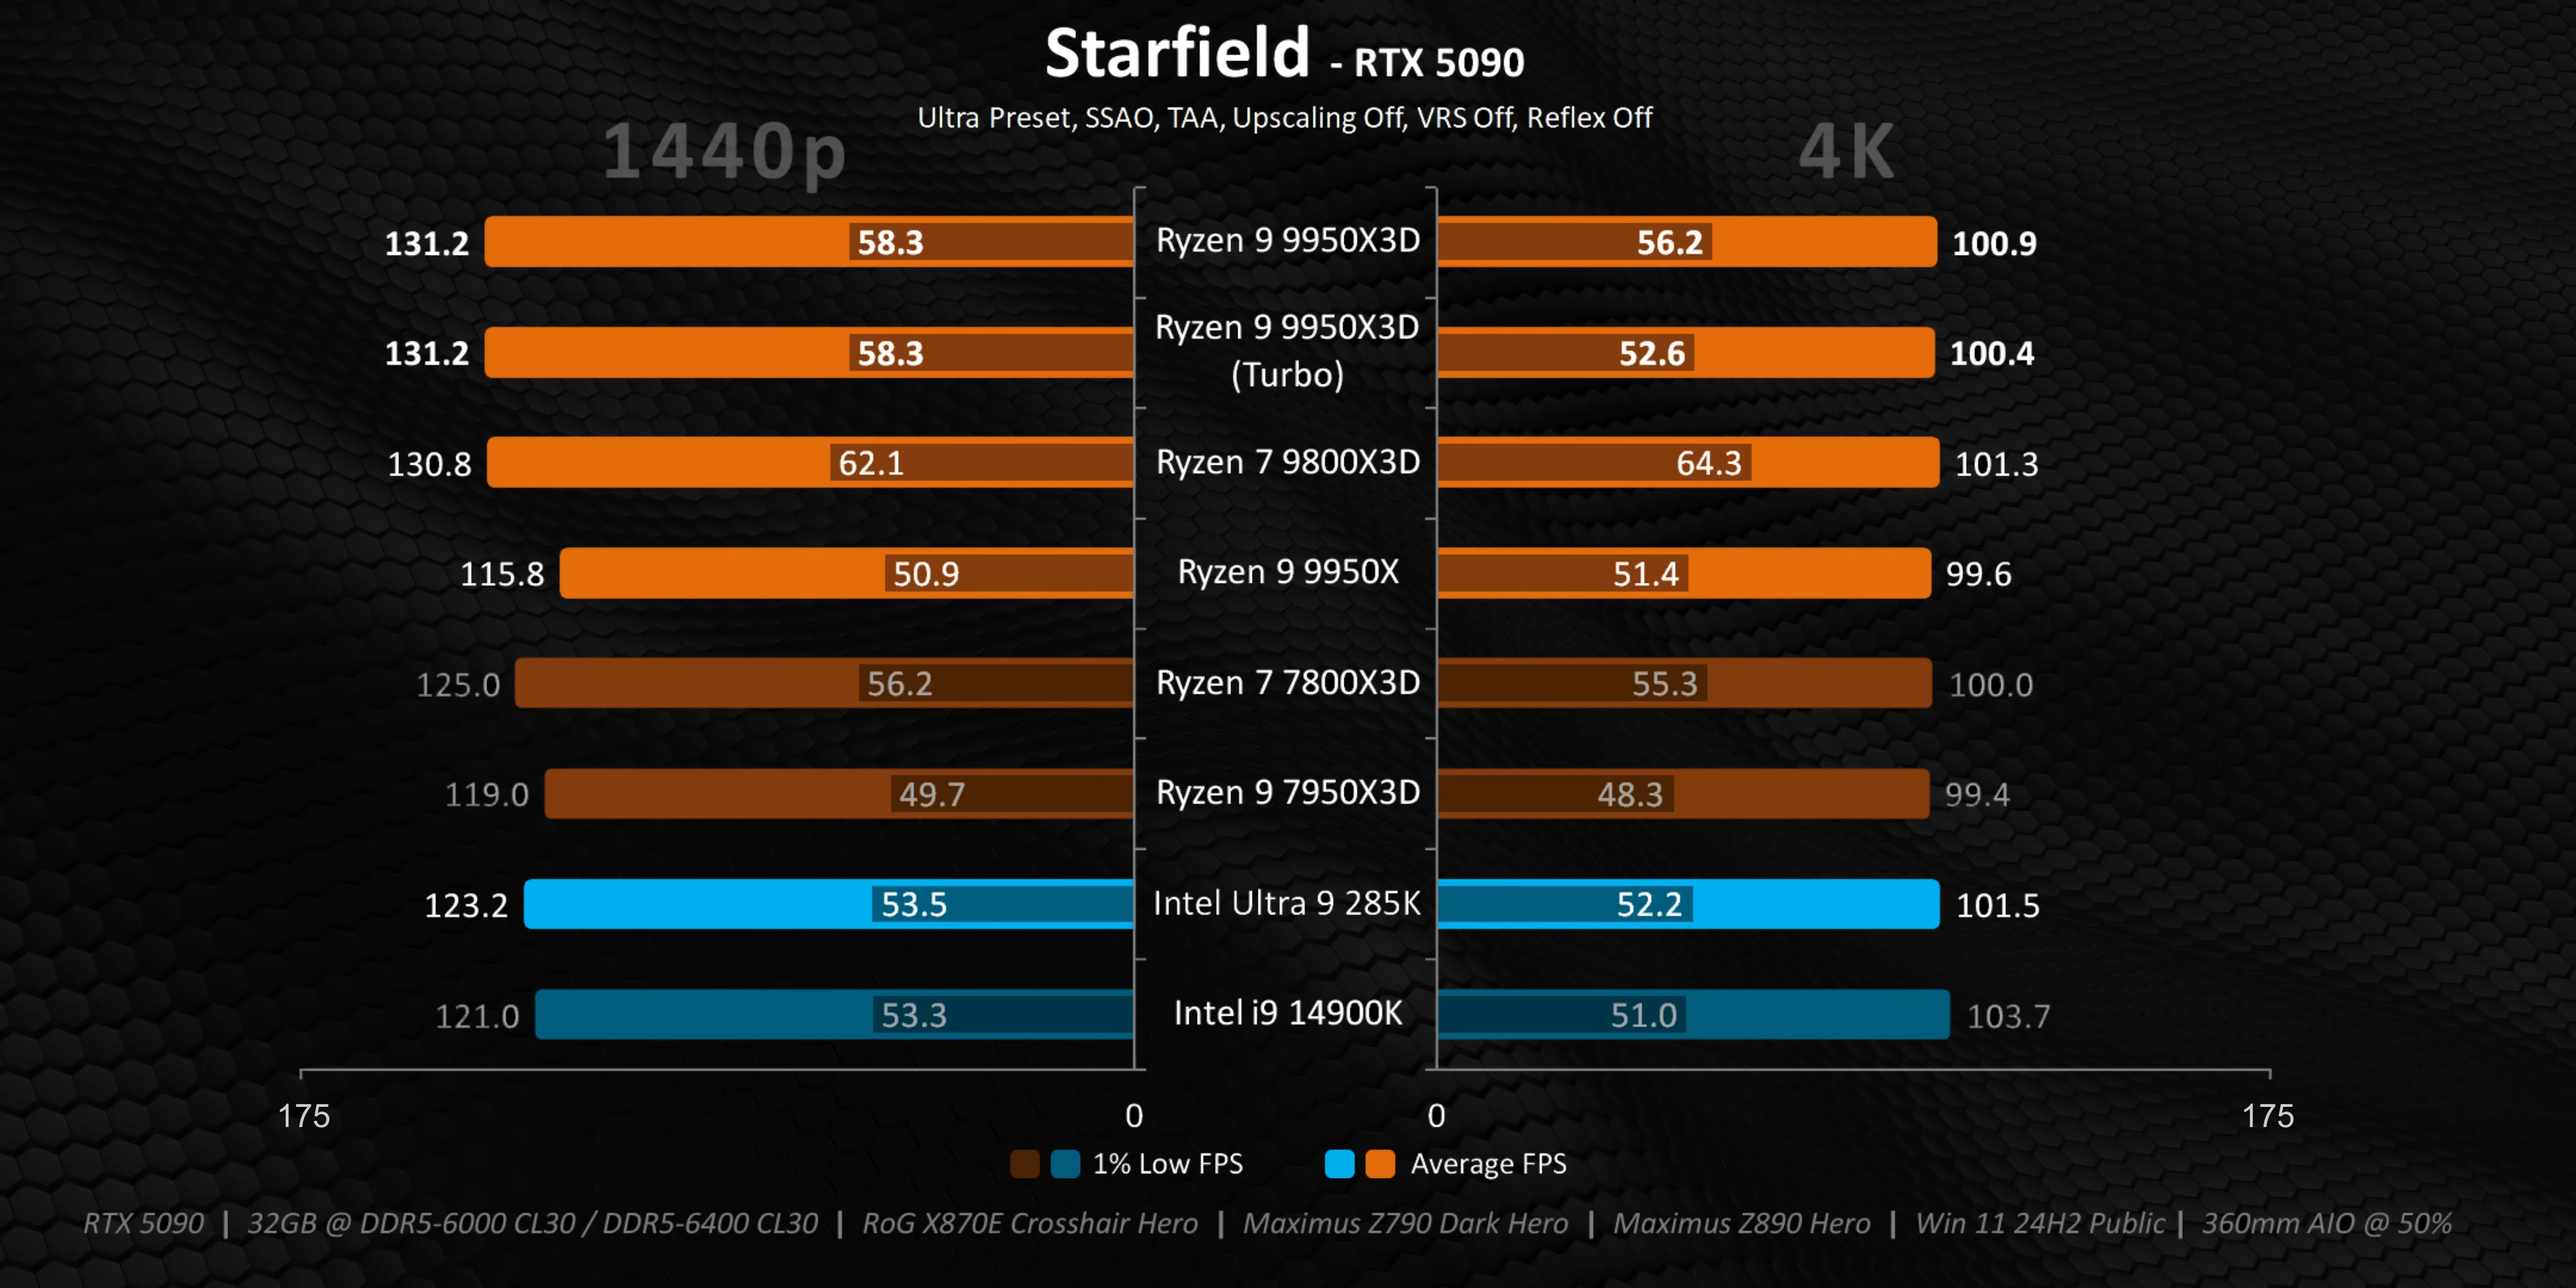 Starfield - RTX 5090
Ultra Preset, SSAO, TAA, Upscaling Off, VRS Off, Reflex Off
1440p
4K
131.2 58.3 Ryzen 9 9950X3D 56.2 100.9
131.2 58.3 Ryzen 9 9950X3D (Turbo) 52.6 100.4
130.8 62.1 Ryzen 7 9800X3D 64.3 101.3
115.8 50.9 Ryzen 9 9950X 51.4 99.6
125.0 56.2 Ryzen 7 7800X3D 55.3 100.0
119.0 49.7 Ryzen 9 7950X3D 48.3 99.4
123.2 53.5 Intel Ultra 9 285K 52.2 101.5
121.0 53.3 Intel i9 14900K 51.0 103.7
175 0 0 175
1% Low FPS Average FPS
RTX 5090 | 32GB @ DDR5-6000 CL30 / DDR5-6400 CL30 | RoG X870E Crosshair Hero | Maximus Z790 Dark Hero | Maximus Z890 Hero | Win 11 24H2 Public | 360mm AIO @ 50%